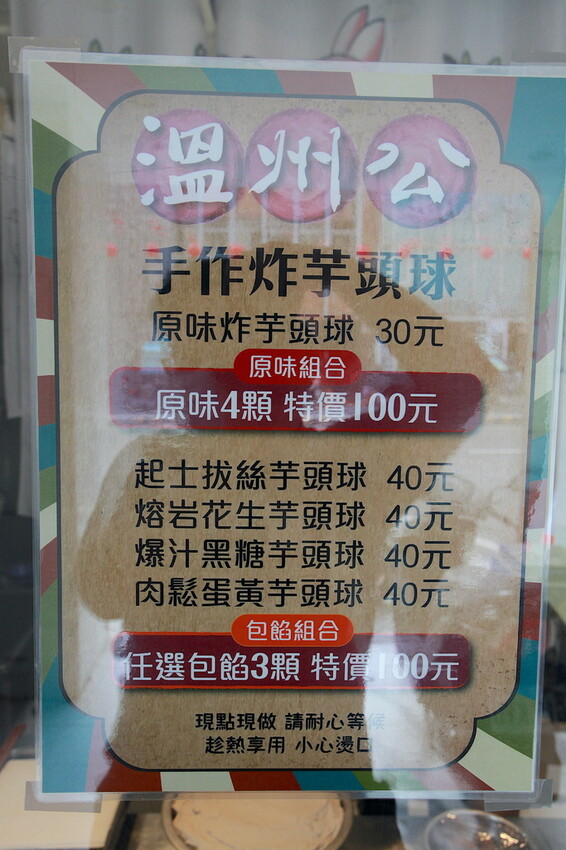 溫州公
手作炸芋頭球
原味炸芋頭球 30元
原味組合
原味4顆 特價100元
起士拔絲芋頭球 40元
熔岩花生芋頭球 40元
爆汁黑糖芋頭球 40元
肉鬆蛋黃芋頭球 40元
包餡組合
任選包餡3顆 特價100元
現點現做 請耐心等候
趁熱享用 小心燙口